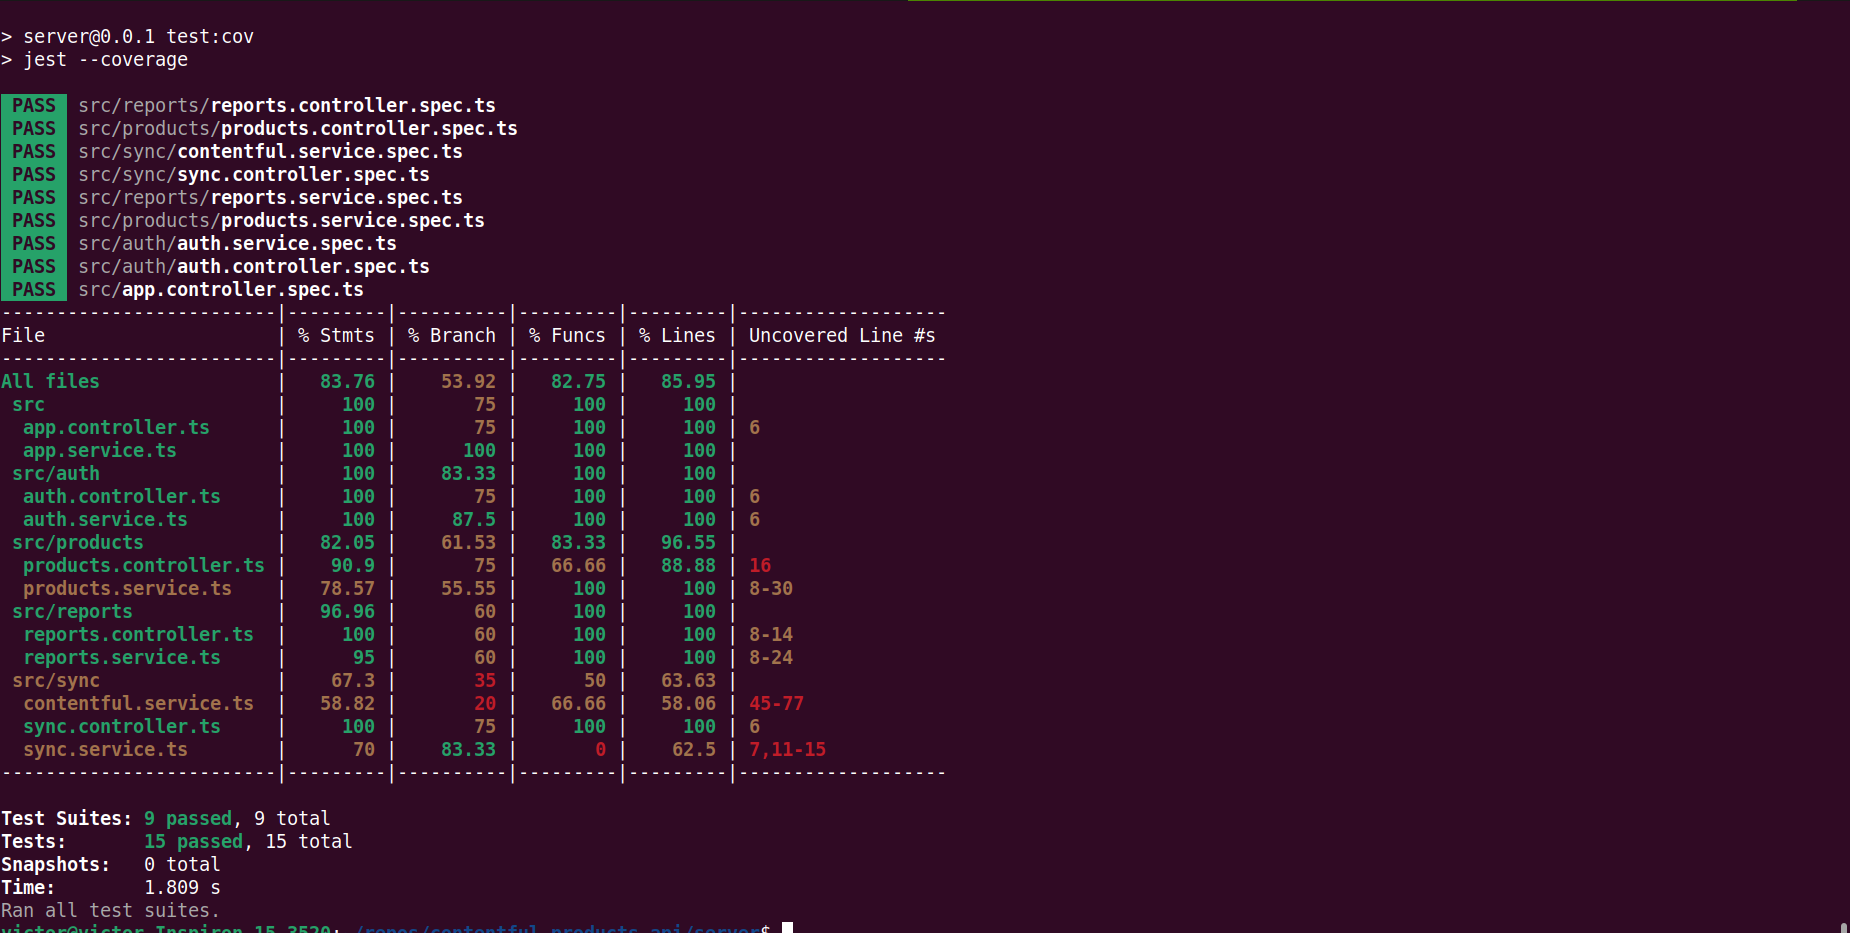 > server@0.0.1 test:cov
> jest --coverage
PASS src/reports/reports.controller.spec.ts
PASS src/products/products.controller.spec.ts
PASS src/sync/contentful.service.spec.ts
PASS src/sync/sync.controller.spec.ts
PASS src/reports/reports.service.spec.ts
PASS src/products/products.service.spec.ts
PASS src/auth/auth.service.spec.ts
PASS src/auth/auth.controller.spec.ts
PASS src/app.controller.spec.ts
-------------------------|---------|----------|---------|---------|-------------------
File                     | % Stmts | % Branch | % Funcs | % Lines | Uncovered Line #s
-------------------------|---------|----------|---------|---------|-------------------
All files                |   83.76 |    53.92 |   82.75 |   85.95 |
 src                     |     100 |       75 |     100 |     100 |
  app.controller.ts      |     100 |       75 |     100 |     100 | 6
  app.service.ts         |     100 |      100 |     100 |     100 |
 src/auth                |     100 |    83.33 |     100 |     100 |
  auth.controller.ts     |     100 |       75 |     100 |     100 | 6
  auth.service.ts        |     100 |     87.5 |     100 |     100 | 6
 src/products            |   82.05 |    61.53 |   83.33 |   96.55 |
  products.controller.ts |    90.9 |       75 |   66.66 |   88.88 | 16
  products.service.ts    |   78.57 |    55.55 |     100 |     100 | 8-30
 src/reports             |   96.96 |       60 |     100 |     100 |
  reports.controller.ts  |     100 |       60 |     100 |     100 | 8-14
  reports.service.ts     |      95 |       60 |     100 |     100 | 8-24
 src/sync                |    67.3 |       35 |      50 |   63.63 |
  contentful.service.ts  |   58.82 |       20 |   66.66 |   58.06 | 45-77
  sync.controller.ts     |     100 |       75 |     100 |     100 | 6
  sync.service.ts        |      70 |    83.33 |       0 |    62.5 | 7,11-15
-------------------------|---------|----------|---------|---------|-------------------
Test Suites: 9 passed, 9 total
Tests:       15 passed, 15 total
Snapshots:   0 total
Time:        1.809 s
Ran all test suites.